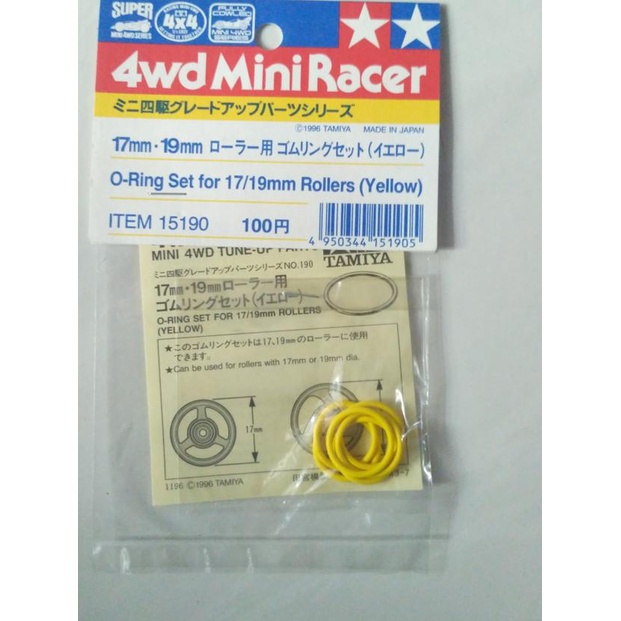 SUPER
MINI 4WD SERIES
4X4
FULLY COWLED
MINI 4WD
SERIES
4wd Mini Racer
ミニ四駆グレードアップパーツシリーズ
©1996 TAMIYA MADE IN JAPAN
17mm・19mm ローラー用 ゴムリングセット(イエロー)
O-Ring Set for 17/19mm Rollers (Yellow)
ITEM 15190 100円
4 950344 151905
MINI 4WD TUNE-UP PARTS
TAMIYA
ミニ四駆グレードアップパーツシリーズ NO.190
17mm・19mmローラー用
ゴムリングセット(イエロー)
O-RING SET FOR 17/19mm ROLLERS
(YELLOW)
★このゴムリングセットは17、19mmのローラーに使用
できます。
★Can be used for rollers with 17mm or 19mm dia.
17mm
1196 ©1996 TAMIYA